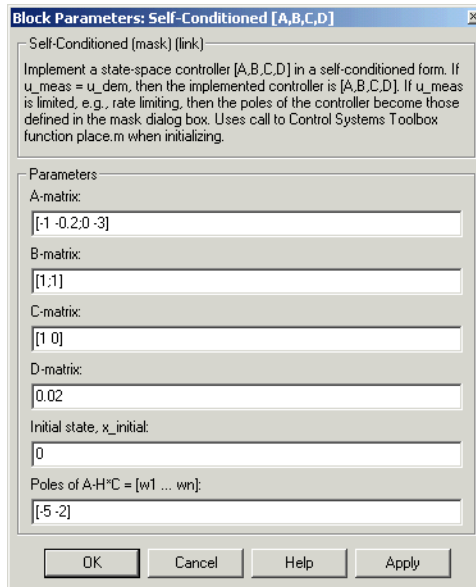 Block Parameters: Self-Conditioned [A,B,C,D]
Self-Conditioned (mask) (link)
Implement a state-space controller [A,B,C,D] in a self-conditioned form. If
u_meas = u_dem, then the implemented controller is [A,B,C,D]. If u_meas
is limited, e.g., rate limiting, then the poles of the controller become those
defined in the mask dialog box. Uses call to Control Systems Toolbox
function place.m when initializing.
Parameters
A-matrix:
[-1 -0.2;0 -3]
B-matrix:
[1;1]
C-matrix:
[1 0]
D-matrix:
0.02
Initial state, x_initial:
0
Poles of A-H*C = [w1 ... wn]:
[-5 -2]
OK Cancel Help Apply